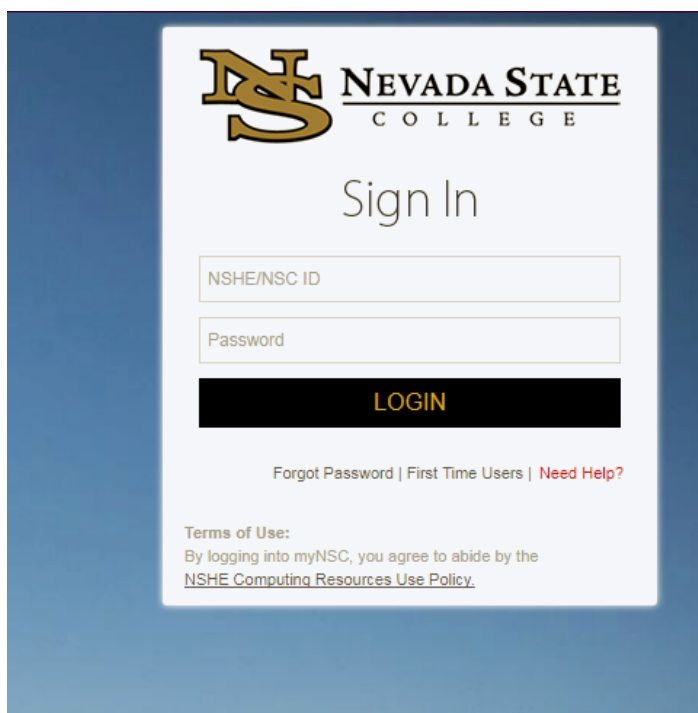 NS
NEVADA STATE
COLLEGE
Sign In
NSHE/NSC ID
Password
LOGIN
Forgot Password | First Time Users | Need Help?
Terms of Use:
By logging into myNSC, you agree to abide by the
NSHE Computing Resources Use Policy.